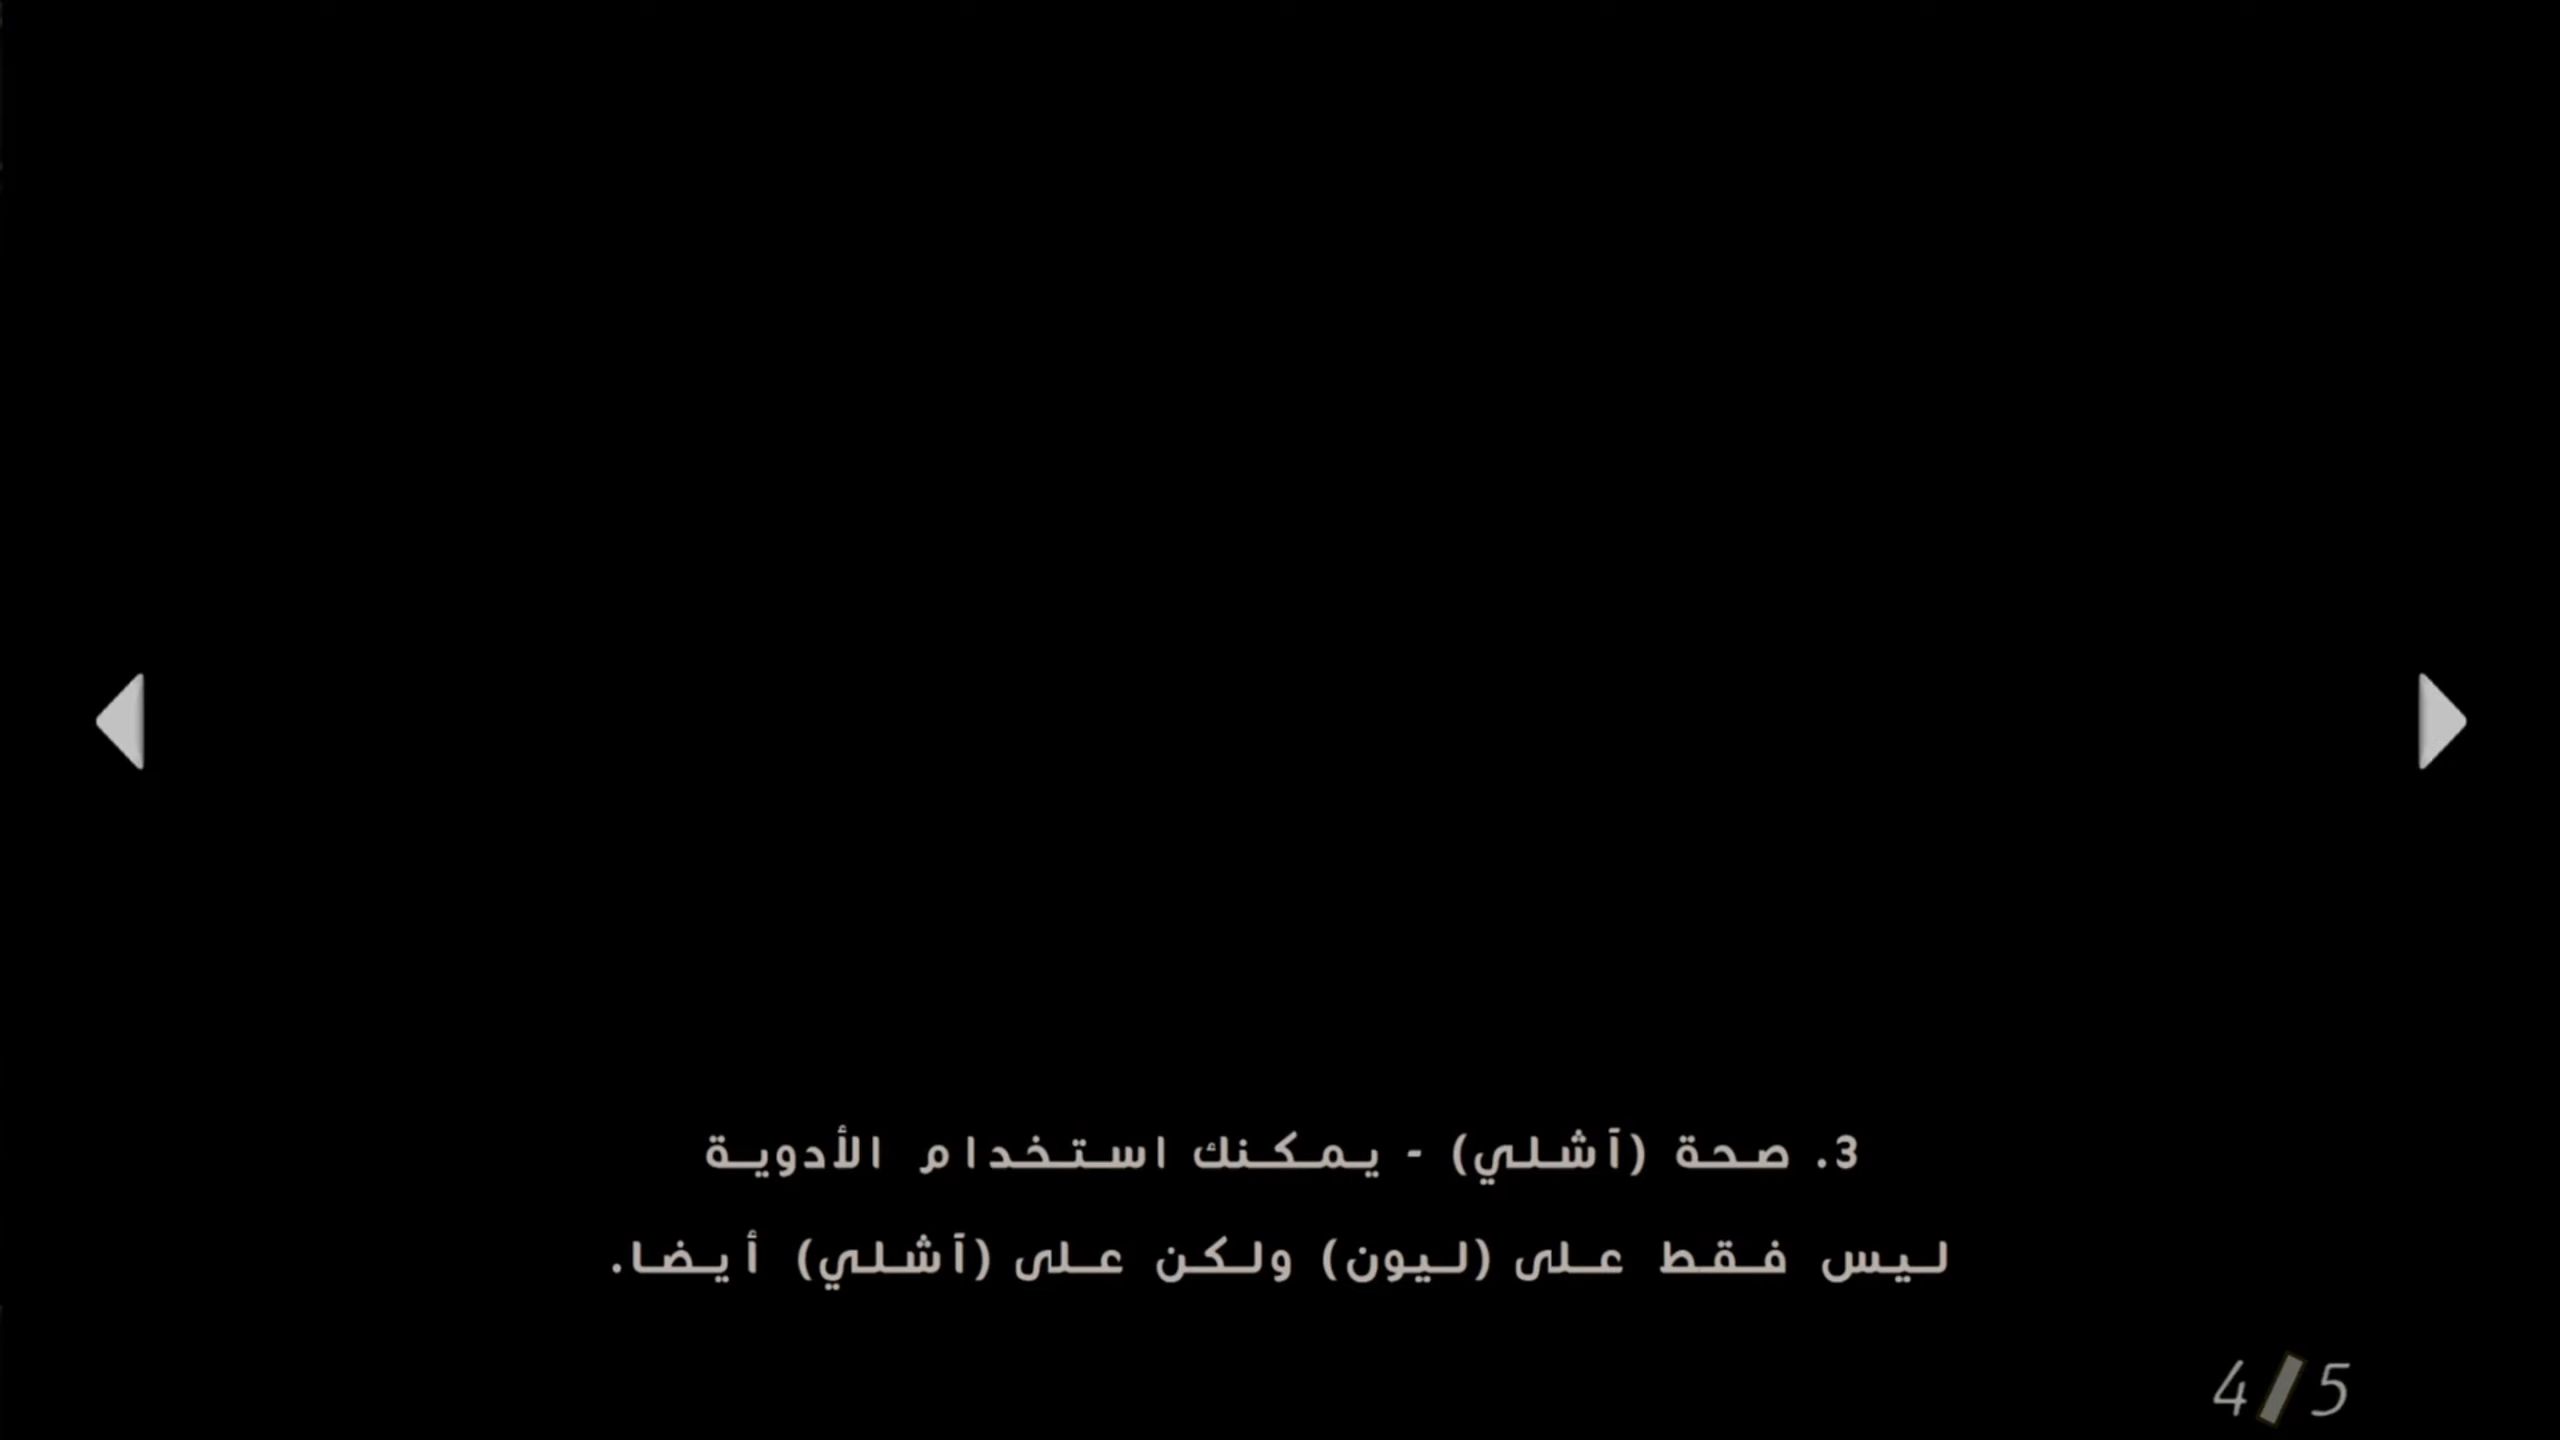 3. صحة (آشلي) - يمكنك استخدام الأدوية
ليس فقط على (ليون) ولكن على (آشلي) أيضا.
4/5